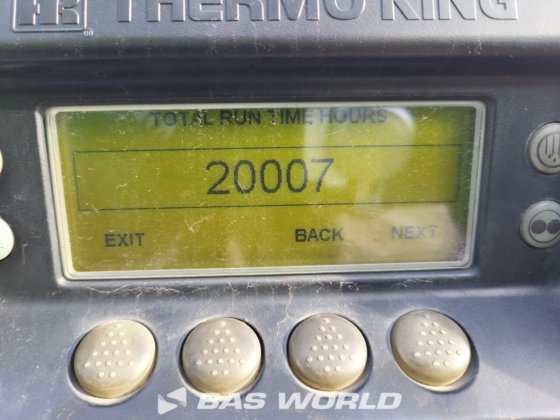 THERMO KING
TOTAL RUN TIME HOURS
20007
EXIT BACK NEXT
BAS WORLD